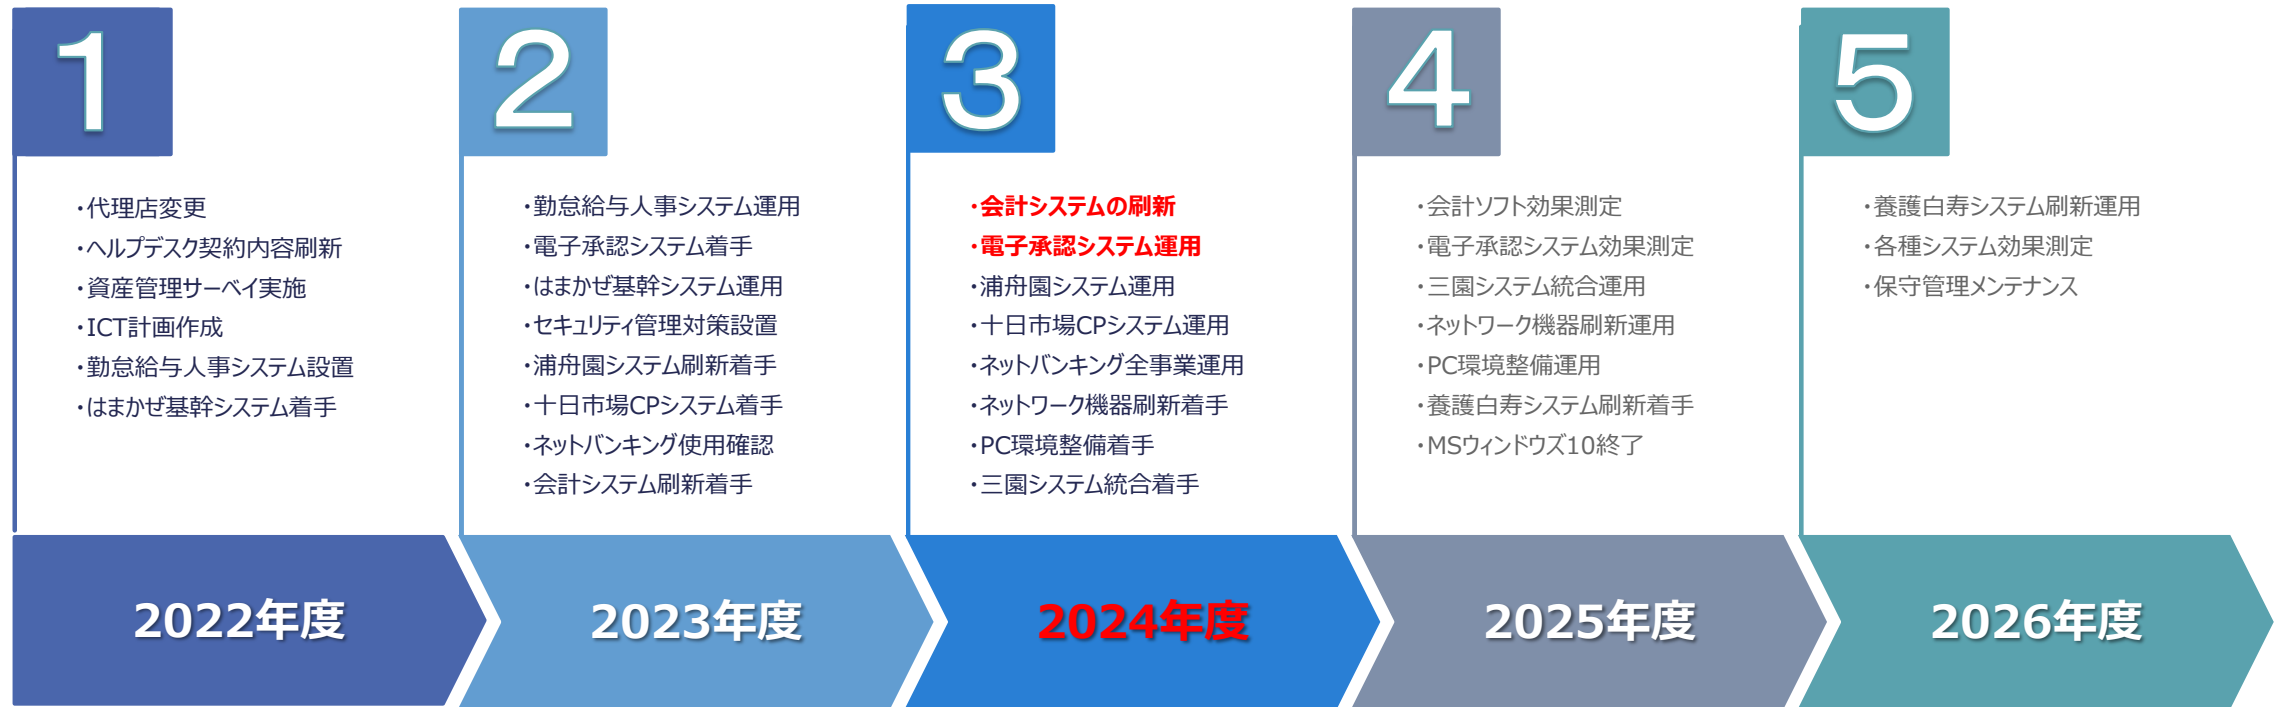 1
・代理店変更
・ヘルプデスク契約内容刷新
・資産管理サーベイ実施
・ICT計画作成
・勤怠給与人事システム設置
・はまかぜ基幹システム着手
2022年度
2
・勤怠給与人事システム運用
・電子承認システム着手
・はまかぜ基幹システム運用
・セキュリティ管理対策設置
・浦舟園システム刷新着手
・十日市場CPシステム着手
・ネットバンキング使用確認
・会計システム刷新着手
2023年度
3
・会計システムの刷新
・電子承認システム運用
・浦舟園システム運用
・十日市場CPシステム運用
・ネットバンキング全事業運用
・ネットワーク機器刷新着手
・PC環境整備着手
・三園システム統合着手
2024年度
4
・会計ソフト効果測定
・電子承認システム効果測定
・三園システム統合運用
・ネットワーク機器刷新運用
・PC環境整備運用
・養護白寿システム刷新着手
・MSウィンドウズ10終了
2025年度
5
・養護白寿システム刷新運用
・各種システム効果測定
・保守管理メンテナンス
2026年度